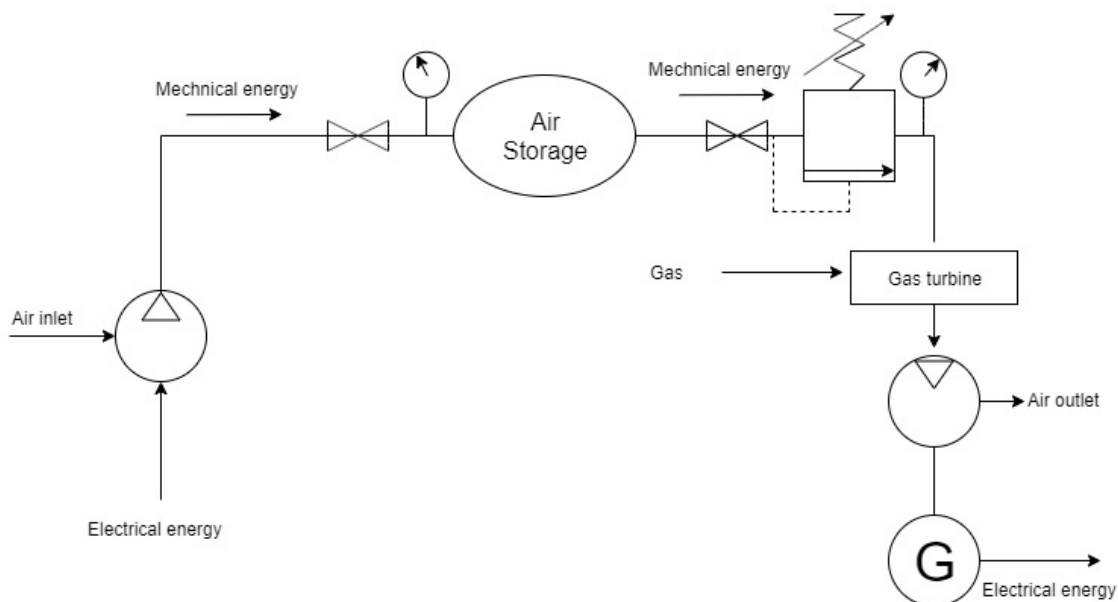 Mechnical energy
Mechnical energy
Air
Storage
Gas
Gas turbine
Air inlet
Air outlet
Electrical energy
G
Electrical energy